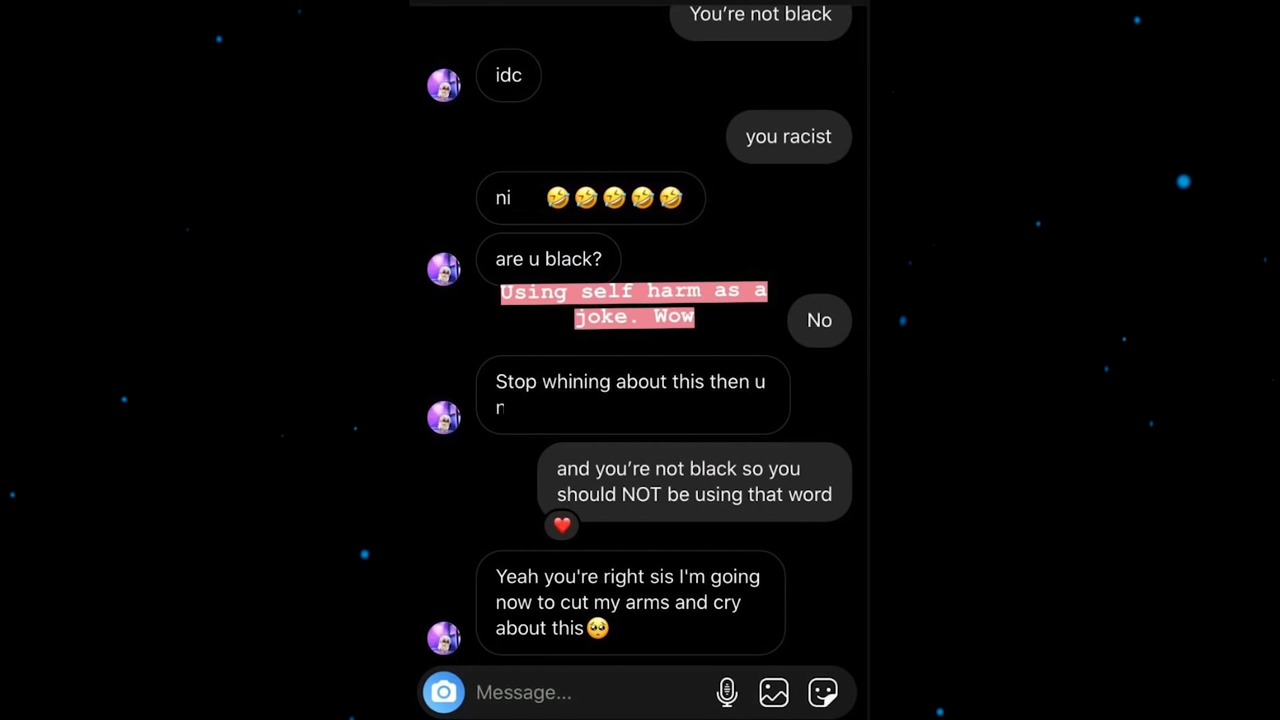 You're not black
idc
you racist
ni 🤣🤣🤣🤣🤣
are u black?
Using self harm as a
joke. Wow
No
Stop whining about this then u
n
and you're not black so you
should NOT be using that word
❤️
Yeah you're right sis I'm going
now to cut my arms and cry
about this🥺
Message...